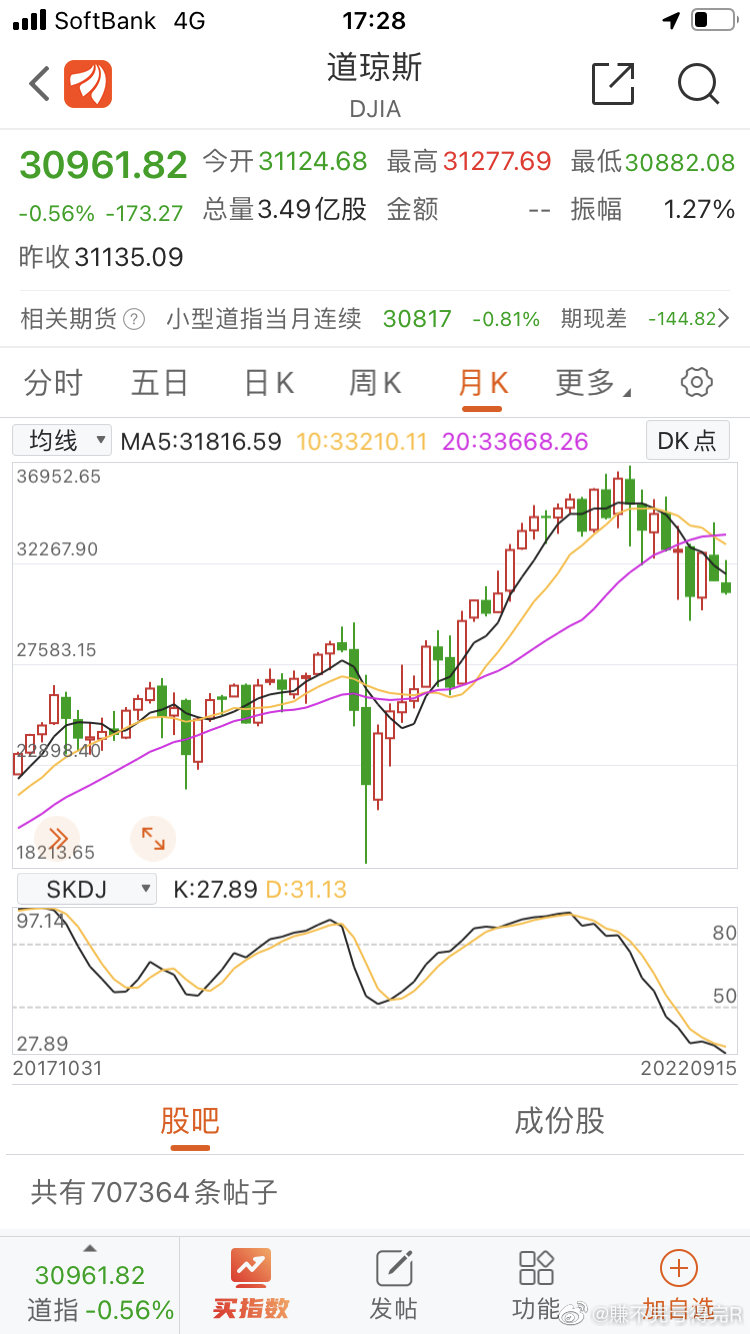 SoftBank 4G 17:28
道琼斯
DJIA
30961.82 今开 31124.68 最高 31277.69 最低 30882.08
-0.56% -173.27 总量 3.49亿股 金额 -- 振幅 1.27%
昨收 31135.09
相关期货 ? 小型道指当月连续 30817 -0.81% 期现差 -144.82
分时 五日 日K 周K 月K 更多
均线 MA5:31816.59 10:33210.11 20:33668.26 DK点
36952.65
32267.90
27583.15
22898.40
18213.65
SKDJ K:27.89 D:31.13
97.14
80
50
27.89
20171031 20220915
股吧 成份股
共有707364条帖子
30961.82
道指 -0.56% 买指数 发帖 功能 加自选